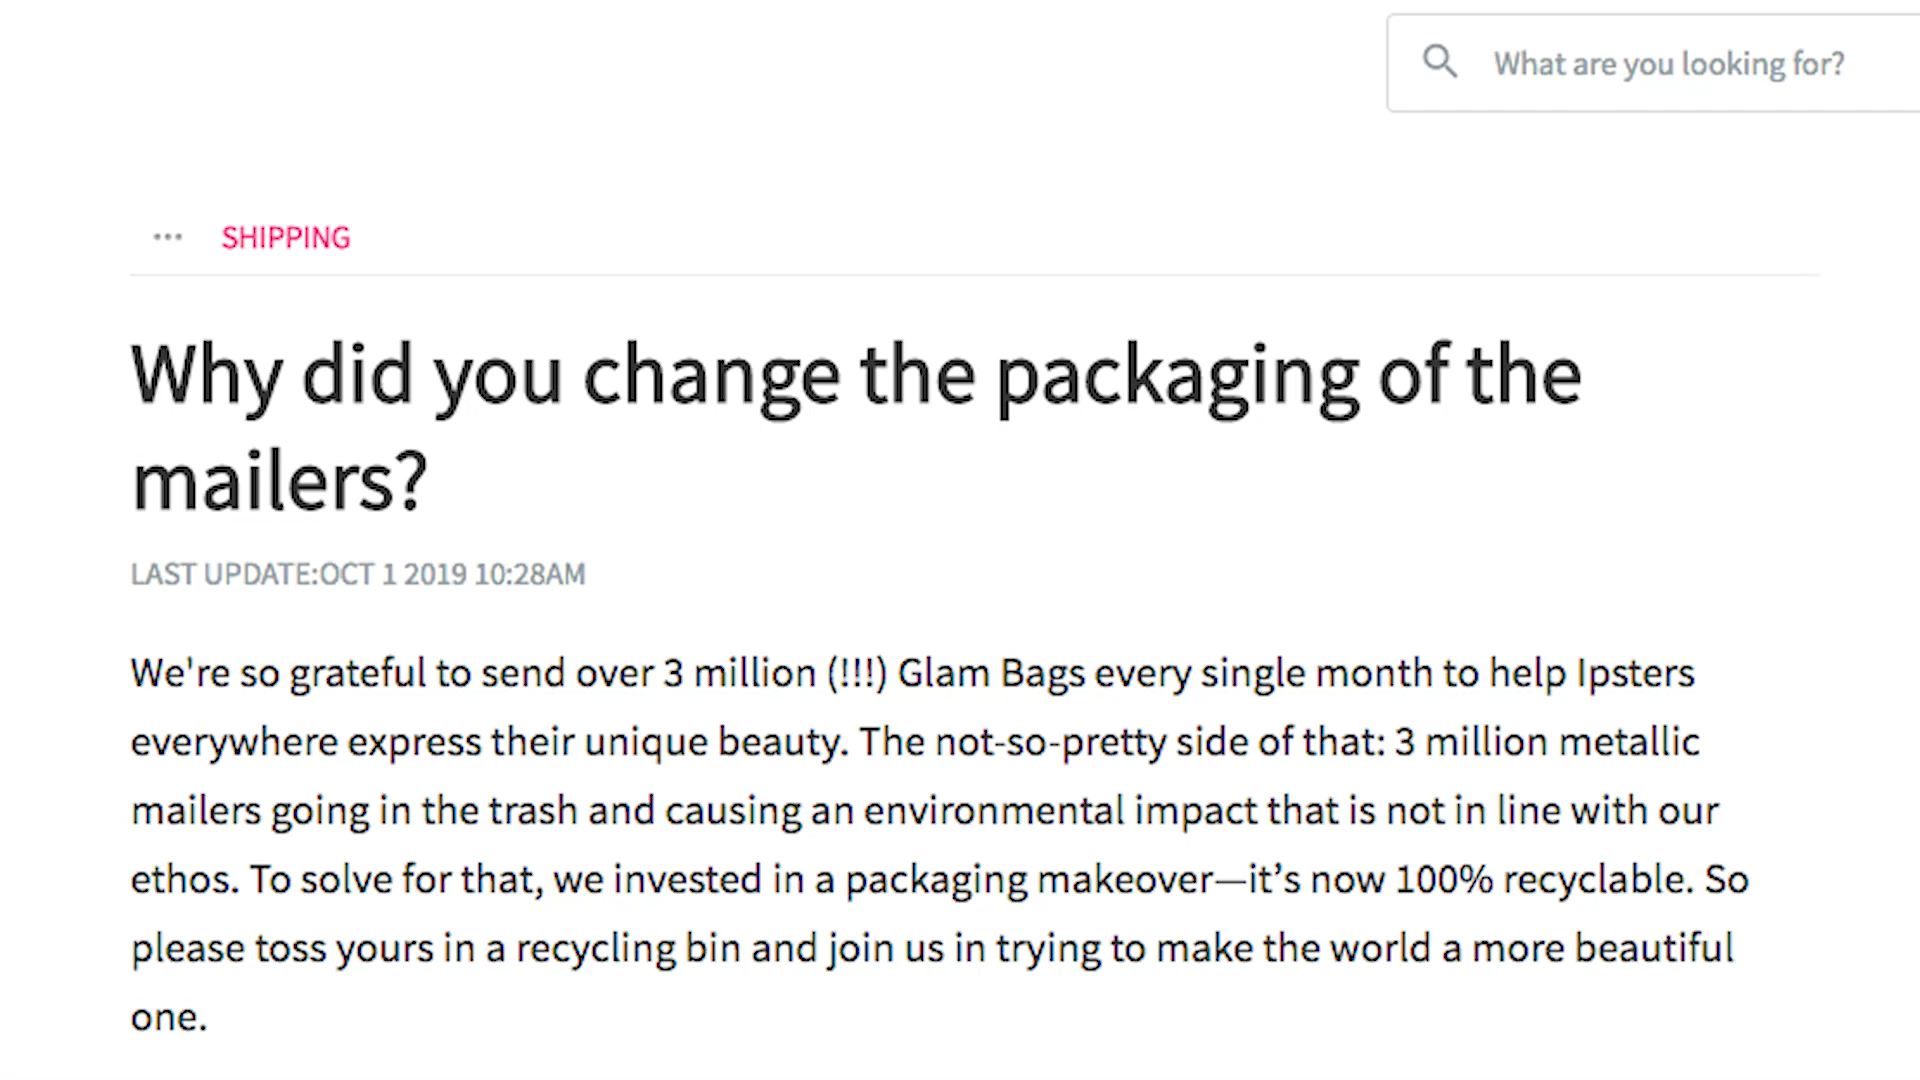 What are you looking for?
... SHIPPING
Why did you change the packaging of the
mailers?
LAST UPDATE:OCT 1 2019 10:28AM
We're so grateful to send over 3 million (!!!) Glam Bags every single month to help Ipsters
everywhere express their unique beauty. The not-so-pretty side of that: 3 million metallic
mailers going in the trash and causing an environmental impact that is not in line with our
ethos. To solve for that, we invested in a packaging makeover—it’s now 100% recyclable. So
please toss yours in a recycling bin and join us in trying to make the world a more beautiful
one.